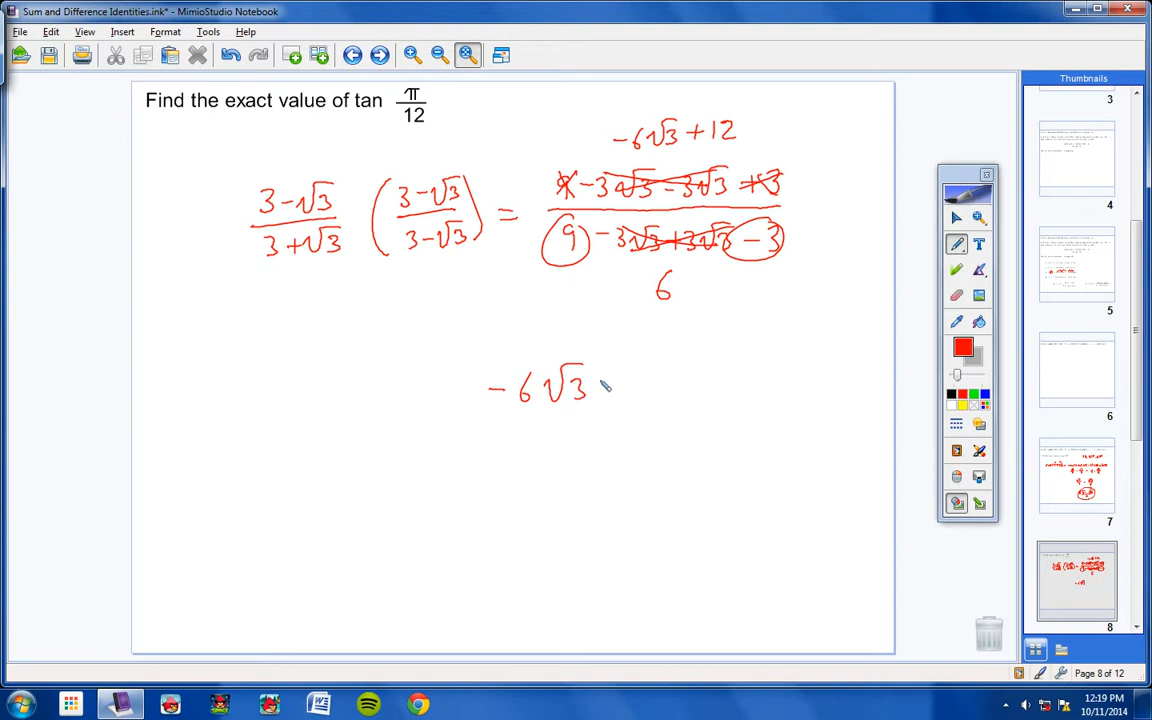 Sum and Difference Identities.ink* - MimioStudio Notebook
File Edit View Insert Format Tools Help
Find the exact value of tan π/12
-6√3 + 12
(3-√3)/(3+√3) ((3-√3)/(3-√3)) = (9 -3√3 -3√3 +3)/(9 -3√3 +3√3 -3)
6
-6√3
Thumbnails
3
4
5
6
7
8
Page 8 of 12
12:19 PM
10/11/2014